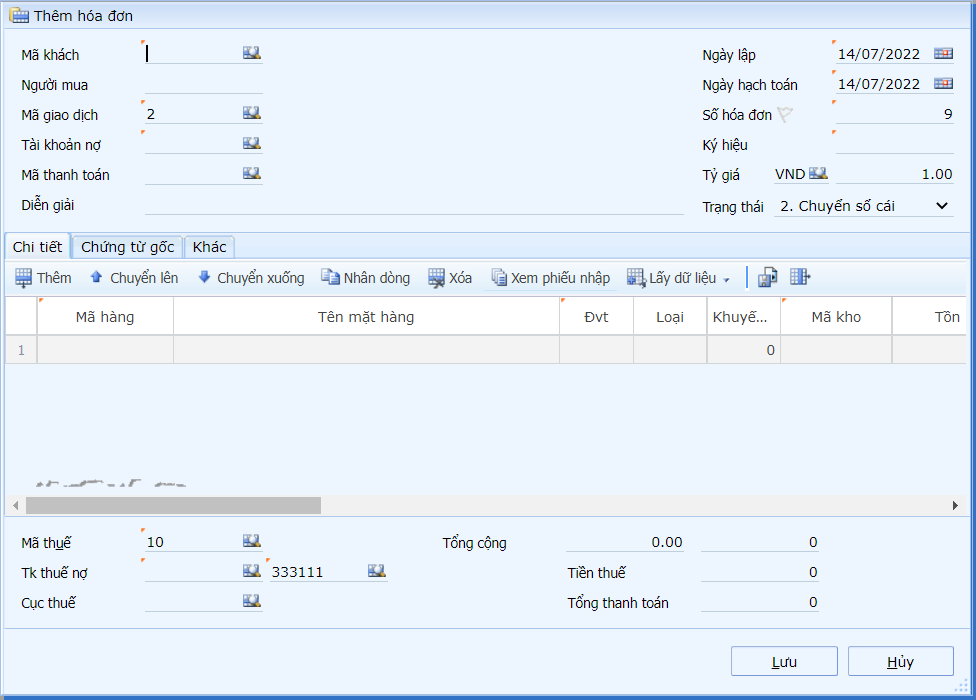 Thêm hóa đơn
Mã khách Ngày lập 14/07/2022
Người mua Ngày hạch toán 14/07/2022
Mã giao dịch 2 Số hóa đơn 9
Tài khoản nợ Ký hiệu
Mã thanh toán Tỷ giá VND 1.00
Diễn giải Trạng thái 2. Chuyển số cái
Chi tiết Chứng từ gốc Khác
Thêm Chuyển lên Chuyển xuống Nhân dòng Xóa Xem phiếu nhập Lấy dữ liệu
Mã hàng Tên mặt hàng Đvt Loại Khuyế... Mã kho Tồn
1 0
Mã thuế 10 Tổng cộng 0.00 0
Tk thuế nợ 333111 Tiền thuế 0
Cục thuế Tổng thanh toán 0
Lưu Hủy